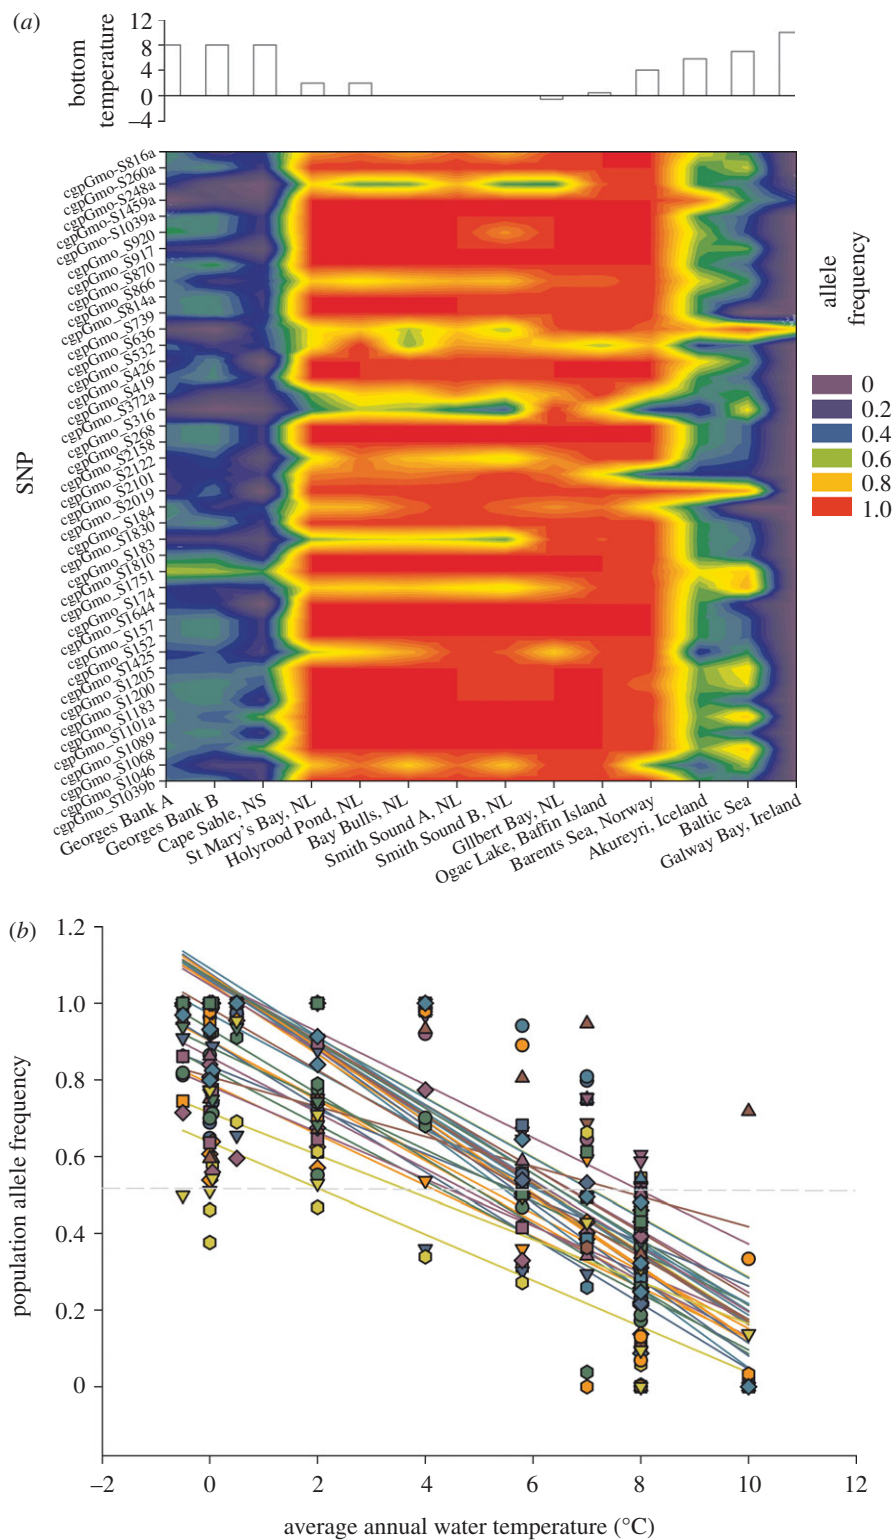 (a)
12
8
4
0
−4
bottom
temperature
cgpGmo-S816a
cgpGmo-S260a
cgpGmo-S248a
cgpGmo-S1459a
cgpGmo-S1039a
cgpGmo_S920
cgpGmo_S917
cgpGmo_S870
cgpGmo_S866
cgpGmo_S814a
cgpGmo_S739
cgpGmo_S636
cgpGmo_S532
cgpGmo_S426
cgpGmo_S419
cgpGmo_S372a
cgpGmo_S316
cgpGmo_S268
cgpGmo_S2158
cgpGmo_S2122
cgpGmo_S2101
cgpGmo_S2019
cgpGmo_S184
cgpGmo_S1830
cgpGmo_S183
cgpGmo_S1810
cgpGmo_S1751
cgpGmo_S174
cgpGmo_S1644
cgpGmo_S157
cgpGmo_S152
cgpGmo_S1425
cgpGmo_S1205
cgpGmo_S1200
cgpGmo_S1183
cgpGmo_S1101a
cgpGmo_S1089
cgpGmo_S1068
cgpGmo_S1046
cgpGmo_S1039b
SNP
allele
frequency
0
0.2
0.4
0.6
0.8
1.0
Georges Bank A
Georges Bank B
Cape Sable, NS
St Mary's Bay, NL
Holyrood Pond, NL
Bay Bulls, NL
Smith Sound A, NL
Smith Sound B, NL
GIlbert Bay, NL
Ogac Lake, Baffin Island
Barents Sea, Norway
Akureyri, Iceland
Baltic Sea
Galway Bay, Ireland
(b)
1.2
1.0
0.8
0.6
0.4
0.2
0
population allele frequency
−2
0
2
4
6
8
10
12
average annual water temperature (°C)